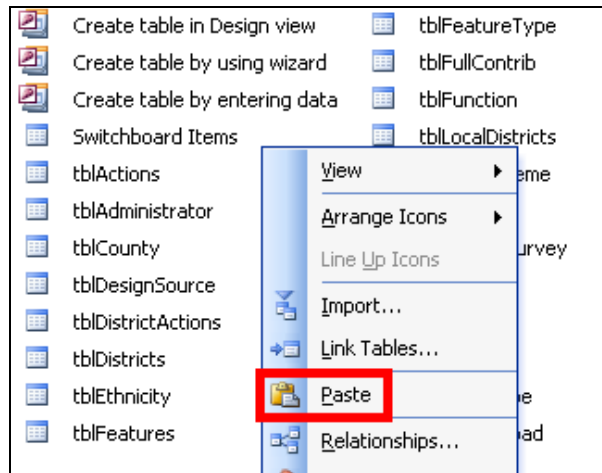 Create table in Design view
Create table by using wizard
Create table by entering data
Switchboard Items
tblActions
tblAdministrator
tblCounty
tblDesignSource
tblDistrictActions
tblDistricts
tblEthnicity
tblFeatures
tblFeatureType
tblFullContrib
tblFunction
tblLocalDistricts
eme
urvey
e
ad
View
Arrange Icons
Line Up Icons
Import...
Link Tables...
Paste
Relationships...